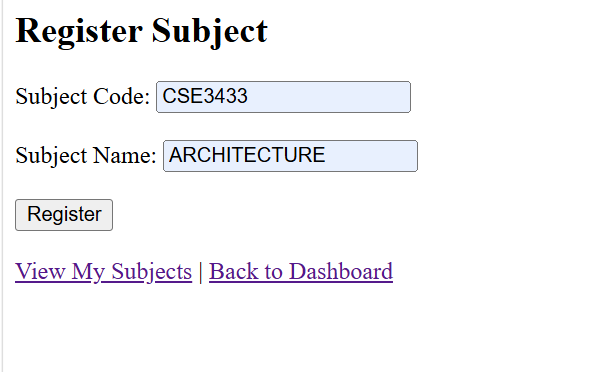 Register Subject
Subject Code: CSE3433
Subject Name: ARCHITECTURE
Register
View My Subjects | Back to Dashboard